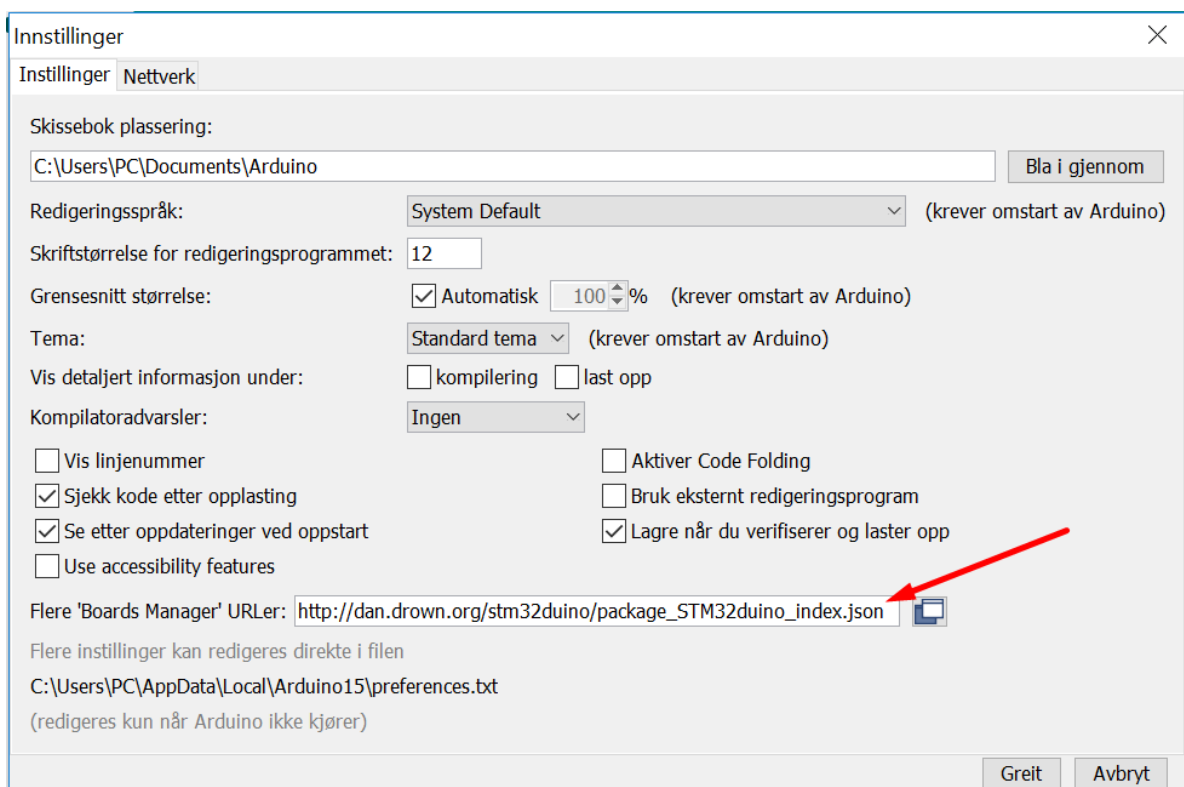 Innstillinger
Instillinger Nettverk
Skissebok plassering:
C:\Users\PC\Documents\Arduino Bla i gjennom
Redigeringsspråk: System Default (krever omstart av Arduino)
Skriftstørrelse for redigeringsprogrammet: 12
Grensesnitt størrelse: Automatisk 100 % (krever omstart av Arduino)
Tema: Standard tema (krever omstart av Arduino)
Vis detaljert informasjon under: kompilering last opp
Kompilatoradvarsler: Ingen
Vis linjenummer Aktiver Code Folding
Sjekk kode etter opplasting Bruk eksternt redigeringsprogram
Se etter oppdateringer ved oppstart Lagre når du verifiserer og laster opp
Use accessibility features
Flere 'Boards Manager' URLer: http://dan.drown.org/stm32duino/package_STM32duino_index.json
Flere instillinger kan redigeres direkte i filen
C:\Users\PC\AppData\Local\Arduino15\preferences.txt
(redigeres kun når Arduino ikke kjører)
Greit Avbryt